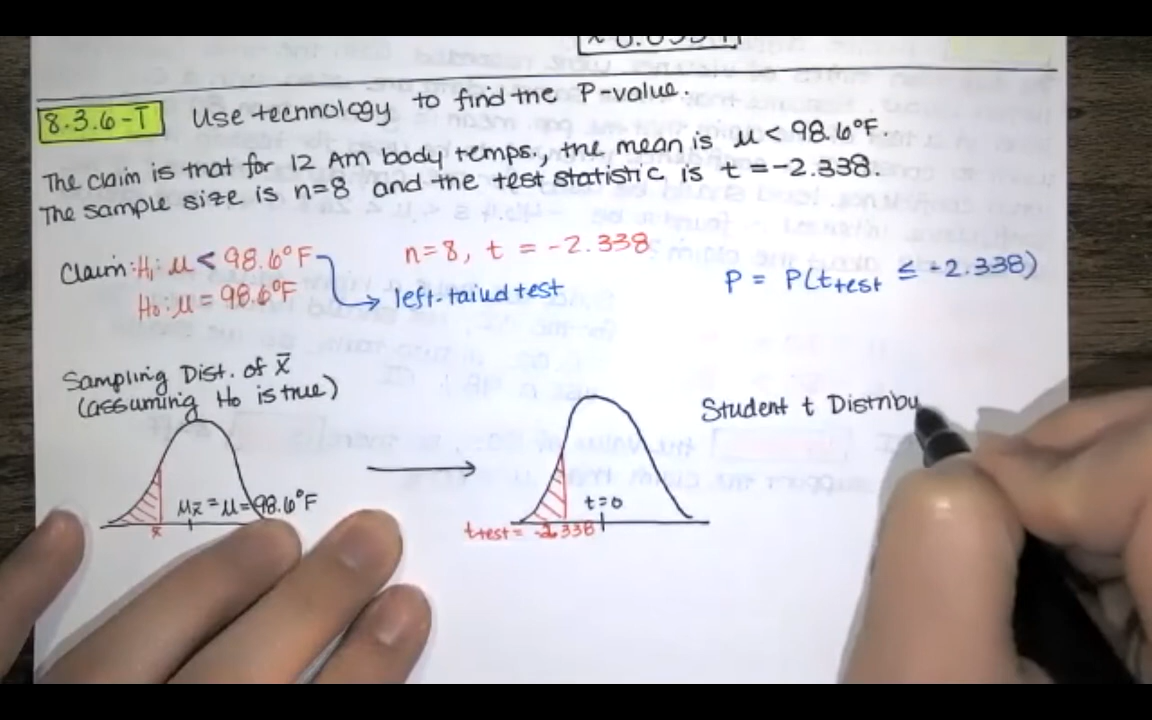 8.3.6-T Use technology to find the P-value.
The claim is that for 12 Am body temps., the mean is μ < 98.6°F.
The sample size is n=8 and the test statistic is t = -2.338.
Claim: H₁: μ < 98.6°F
n=8, t = -2.338
H₀: μ = 98.6°F
left-tailed test
P = P(t test ≤ -2.338)
Sampling Dist. of x̄
(assuming H₀ is true)
Student t Distribu
μx̄ = μ = 98.6°F
x̄
t=0
t test = -2.338